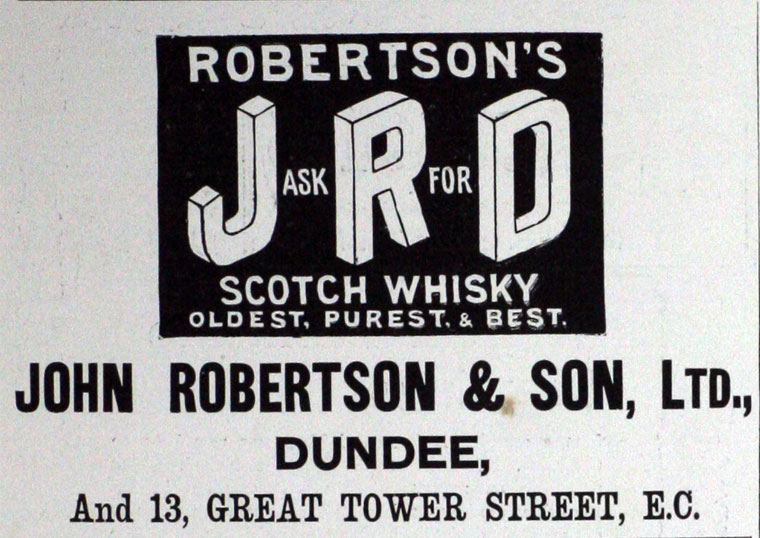 ROBERTSON'S
J ASK R FOR D
SCOTCH WHISKY
OLDEST, PUREST, & BEST.
JOHN ROBERTSON & SON, LTD.,
DUNDEE,
And 13, GREAT TOWER STREET, E.C.